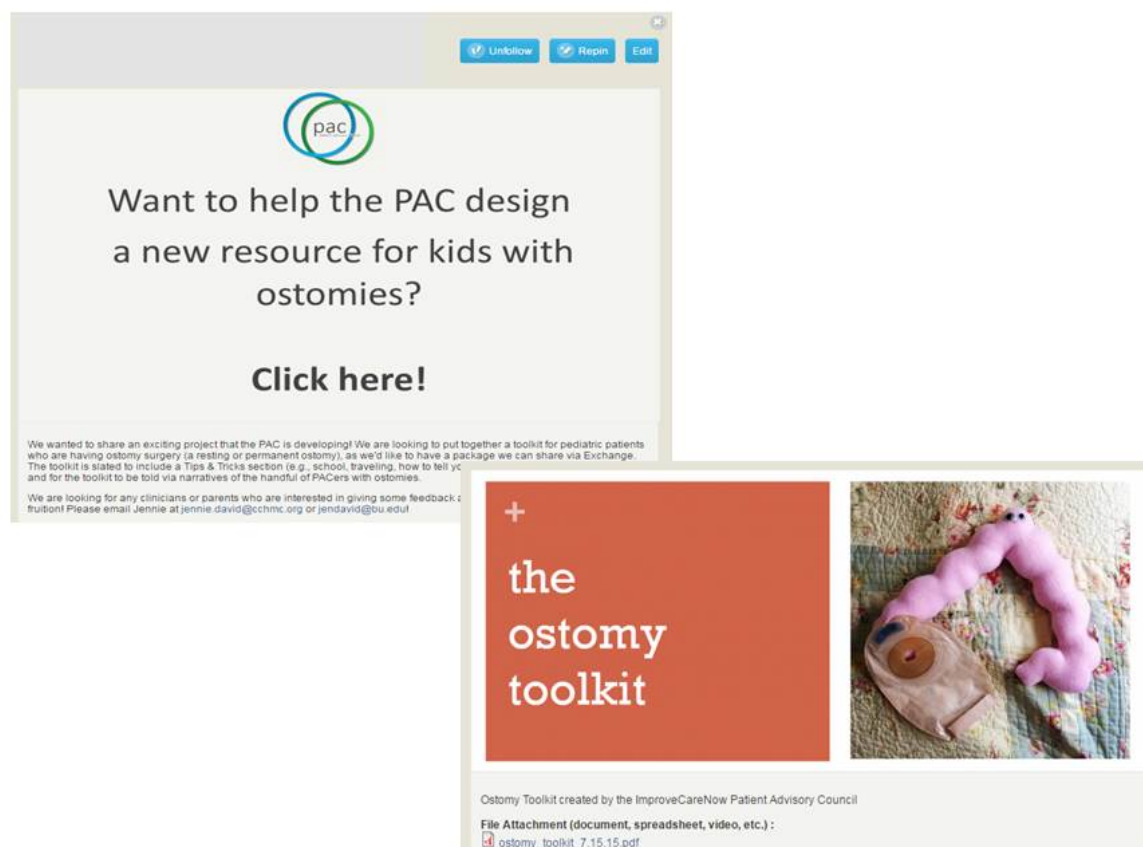 Unfollow Repin Edit
pac
Want to help the PAC design
a new resource for kids with
ostomies?
Click here!
We wanted to share an exciting project that the PAC is developing! We are looking to put together a toolkit for pediatric patients
who are having ostomy surgery (a resting or permanent ostomy), as we'd like to have a package we can share via Exchange.
The toolkit is slated to include a Tips & Tricks section (e.g., school, traveling, how to tell
and for the toolkit to be told via narratives of the handful of PACers with ostomies.
We are looking for any clinicians or parents who are interested in giving some feedback
fruition! Please email Jennie at jennie.david@cchmc.org or jendavid@bu.edu!
+
the
ostomy
toolkit
Ostomy Toolkit created by the ImproveCareNow Patient Advisory Council
File Attachment (document, spreadsheet, video, etc.) :
ostomy_toolkit_7.15.15.pdf